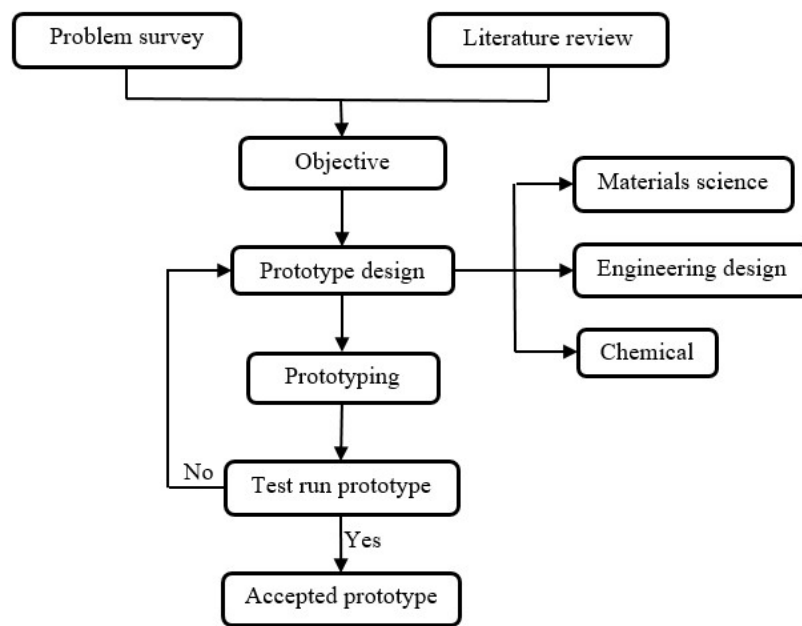 Problem survey
Literature review
Objective
Materials science
Prototype design
Engineering design
Prototyping
Chemical
No
Test run prototype
Yes
Accepted prototype